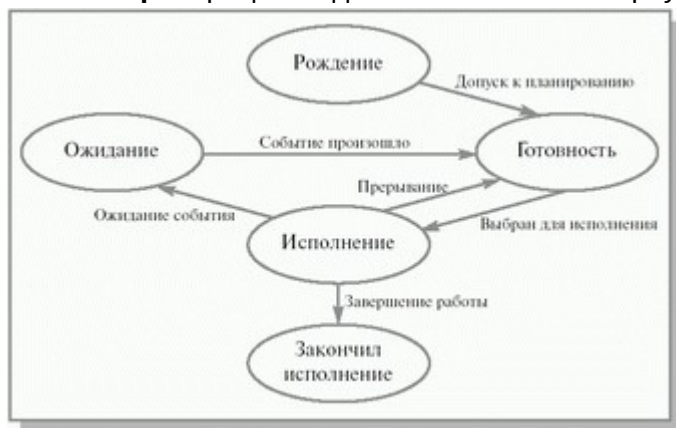 Рождение
Допуск к планированию
Ожидание
Событие произошло
Готовность
Прерывание
Ожидание события
Исполнение
Выбран для исполнения
Завершение работы
Закончил
исполнение